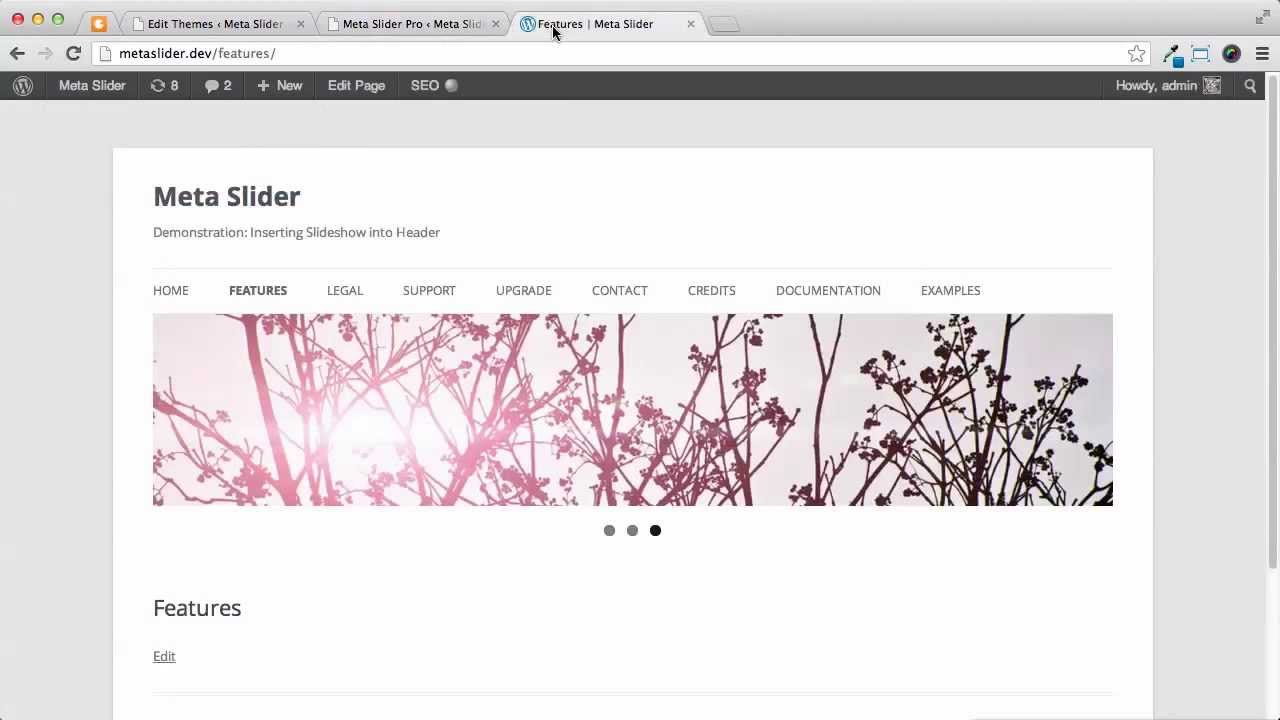 Edit Themes ‹ Meta Slider
Meta Slider Pro ‹ Meta Slid
Features | Meta Slider
metaslider.dev/features/
Meta Slider 8 2 + New Edit Page SEO Howdy, admin
Meta Slider
Demonstration: Inserting Slideshow into Header
HOME FEATURES LEGAL SUPPORT UPGRADE CONTACT CREDITS DOCUMENTATION EXAMPLES
Features
Edit